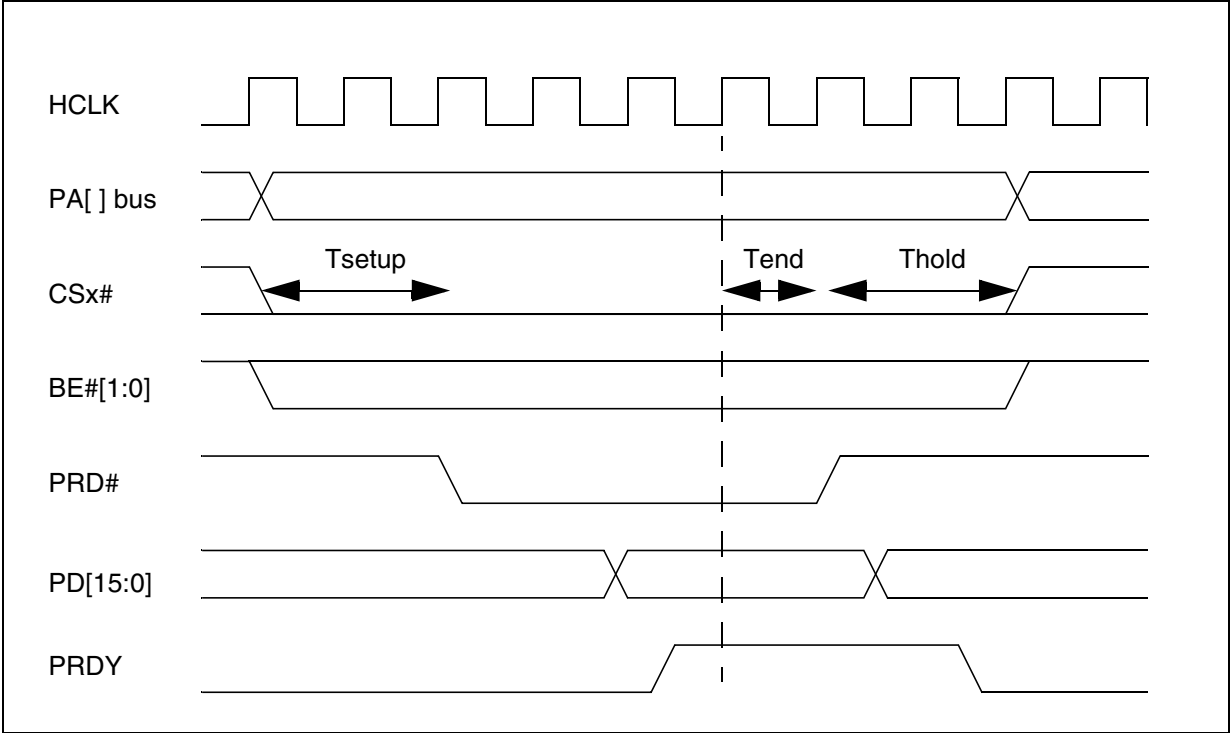 HCLK
PA[ ] bus
Tsetup
Tend
Thold
CSx#
BE#[1:0]
PRD#
PD[15:0]
PRDY